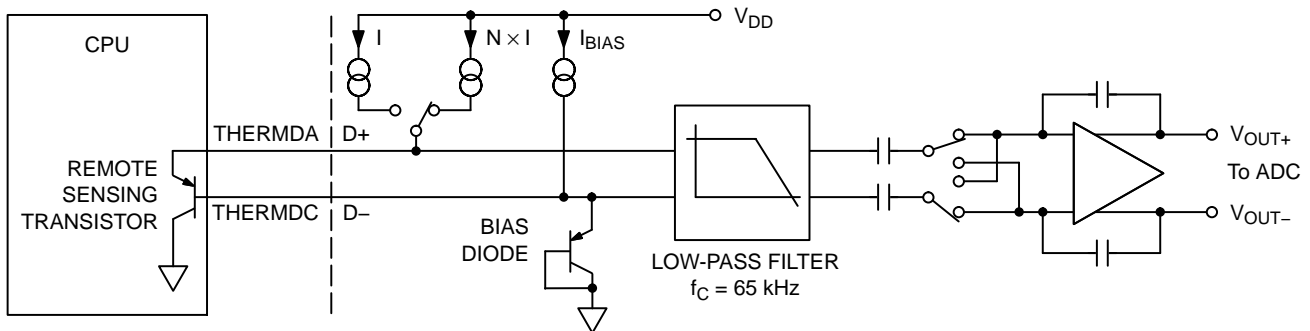 CPU
I
N × I
I_BIAS
V_DD
THERMDA
D+
REMOTE
SENSING
TRANSISTOR
THERMDC
D–
BIAS
DIODE
LOW-PASS FILTER
f_C = 65 kHz
V_OUT+
To ADC
V_OUT–